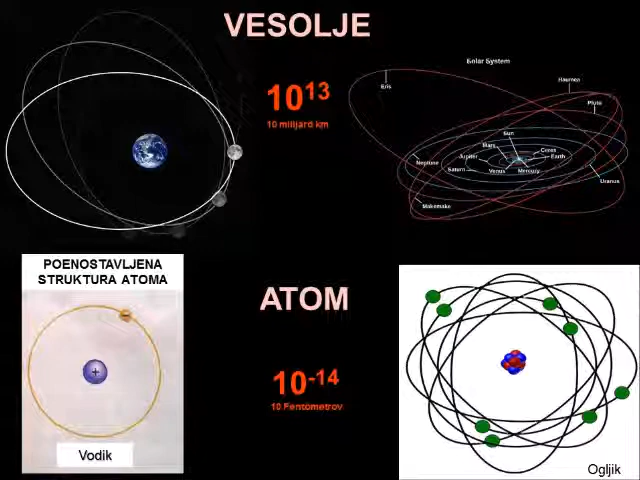 VESOLJE
10¹³
10 milijard km
Solar System
Eris
Haumea
Pluto
Sun
Mars
Ceres
Jupiter
Earth
Neptune
Saturn
Venus
Mercury
Uranus
Makemake
POENOSTAVLJENA
STRUKTURA ATOMA
+
Vodik
ATOM
10⁻¹⁴
10 Femtometrov
Ogljik